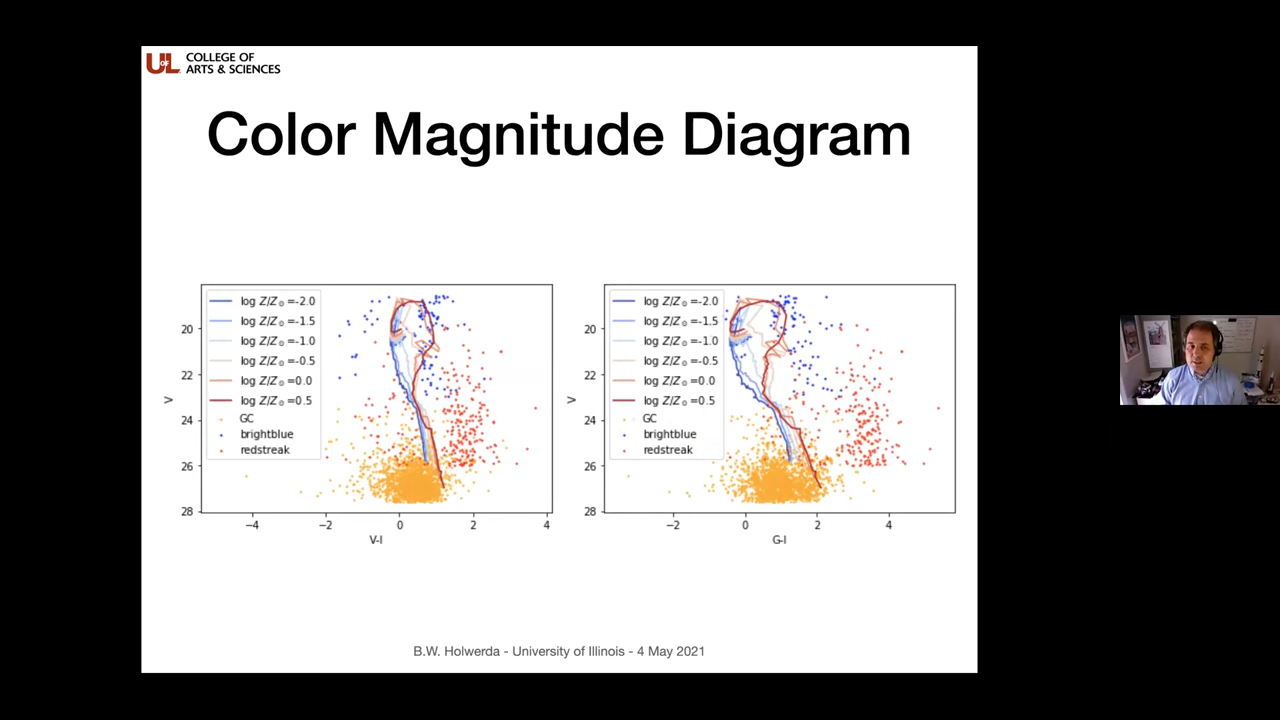 UofL COLLEGE OF
ARTS & SCIENCES
Color Magnitude Diagram
log Z/Z⊙ =-2.0
log Z/Z⊙ =-1.5
log Z/Z⊙ =-1.0
log Z/Z⊙ =-0.5
log Z/Z⊙ =0.0
log Z/Z⊙ =0.5
GC
brightblue
redstreak
20
22
24
26
28
V
−4 −2 0 2 4
V-I
log Z/Z⊙ =-2.0
log Z/Z⊙ =-1.5
log Z/Z⊙ =-1.0
log Z/Z⊙ =-0.5
log Z/Z⊙ =0.0
log Z/Z⊙ =0.5
GC
brightblue
redstreak
20
22
24
26
28
V
−2 0 2 4
G-I
B.W. Holwerda - University of Illinois - 4 May 2021